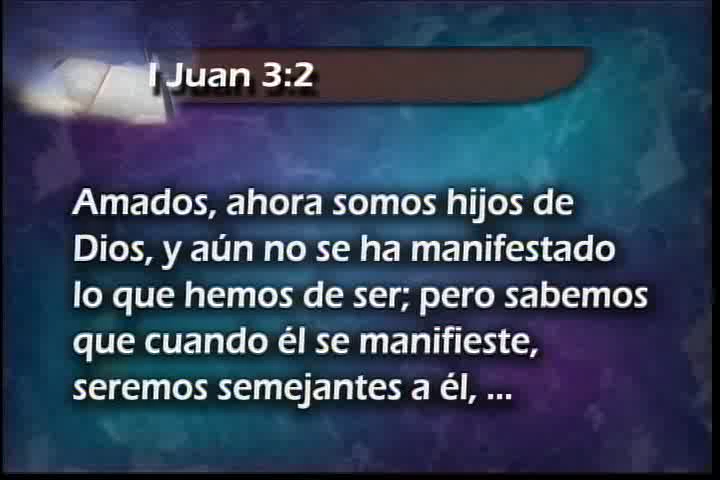 I Juan 3:2
Amados, ahora somos hijos de
Dios, y aún no se ha manifestado
lo que hemos de ser; pero sabemos
que cuando él se manifieste,
seremos semejantes a él, ...